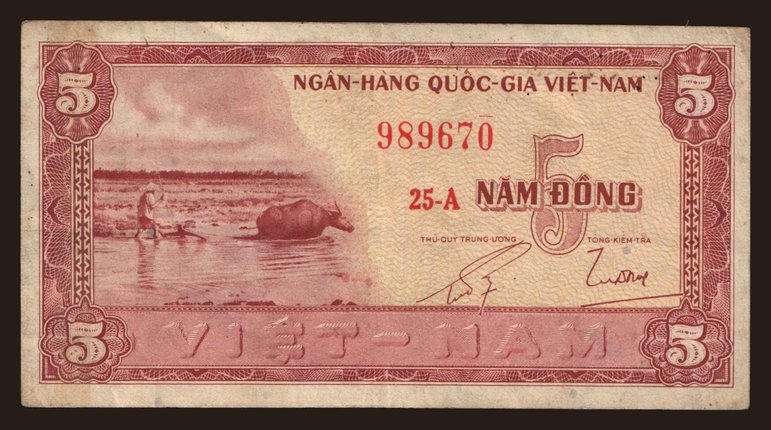 5 5
NGÂN-HÀNG QUỐC-GIA VIỆT-NAM
989670
25-A NĂM ĐỒNG
5
THỦ-QUỸ TRUNG-ƯƠNG TỔNG-KIỂM-TRA
5 VIỆT-NAM 5